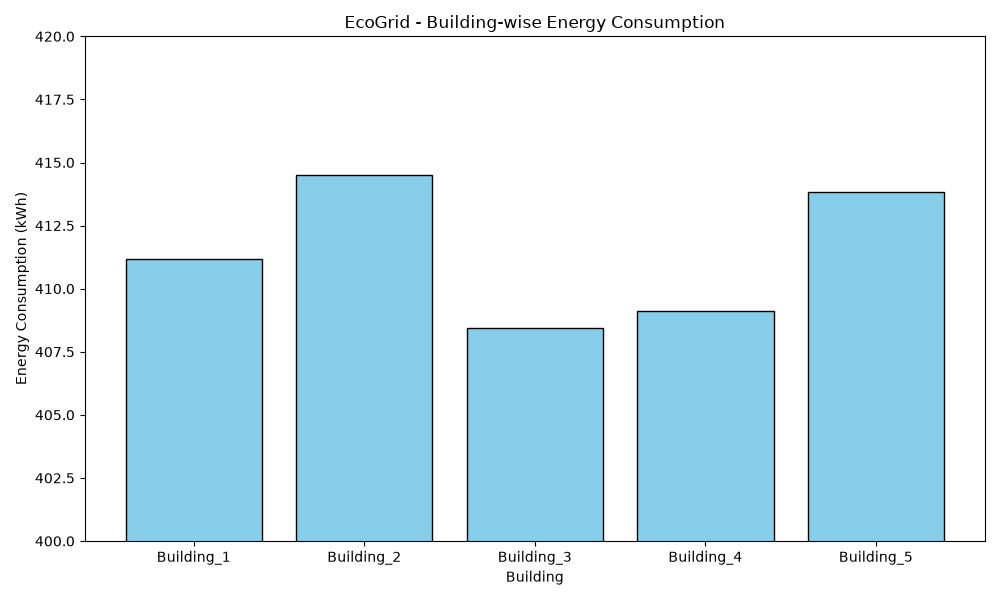 EcoGrid - Building-wise Energy Consumption
Energy Consumption (kWh)
420.0
417.5
415.0
412.5
410.0
407.5
405.0
402.5
400.0
Building_1 Building_2 Building_3 Building_4 Building_5
Building